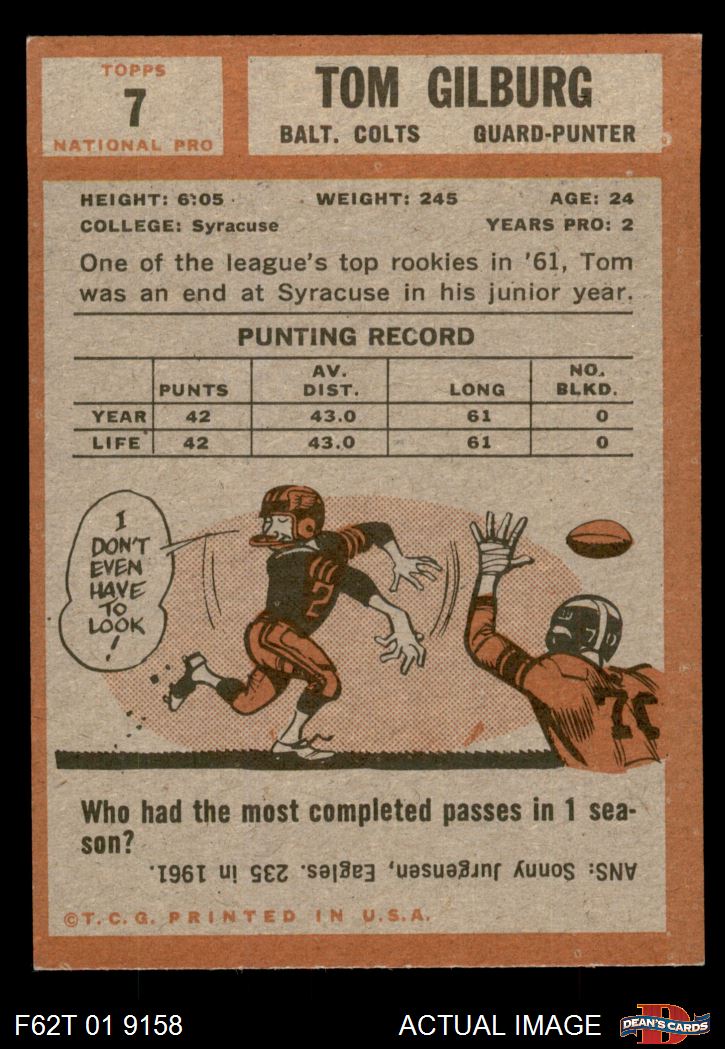 TOPPS
7
NATIONAL PRO
TOM GILBURG
BALT. COLTS GUARD-PUNTER
HEIGHT: 6:05 WEIGHT: 245 AGE: 24
COLLEGE: Syracuse YEARS PRO: 2
One of the league's top rookies in '61, Tom
was an end at Syracuse in his junior year.
PUNTING RECORD
PUNTS AV. DIST. LONG NO. BLKD.
YEAR 42 43.0 61 0
LIFE 42 43.0 61 0
I
DON'T
EVEN
HAVE
TO
LOOK
!
2
7
Who had the most completed passes in 1 sea-
son?
ANS: Sonny Jurgensen, Eagles. 235 in 1961.
©T.C.G. PRINTED IN U.S.A.
F62T 01 9158
ACTUAL IMAGE
D
DEAN'S CARDS